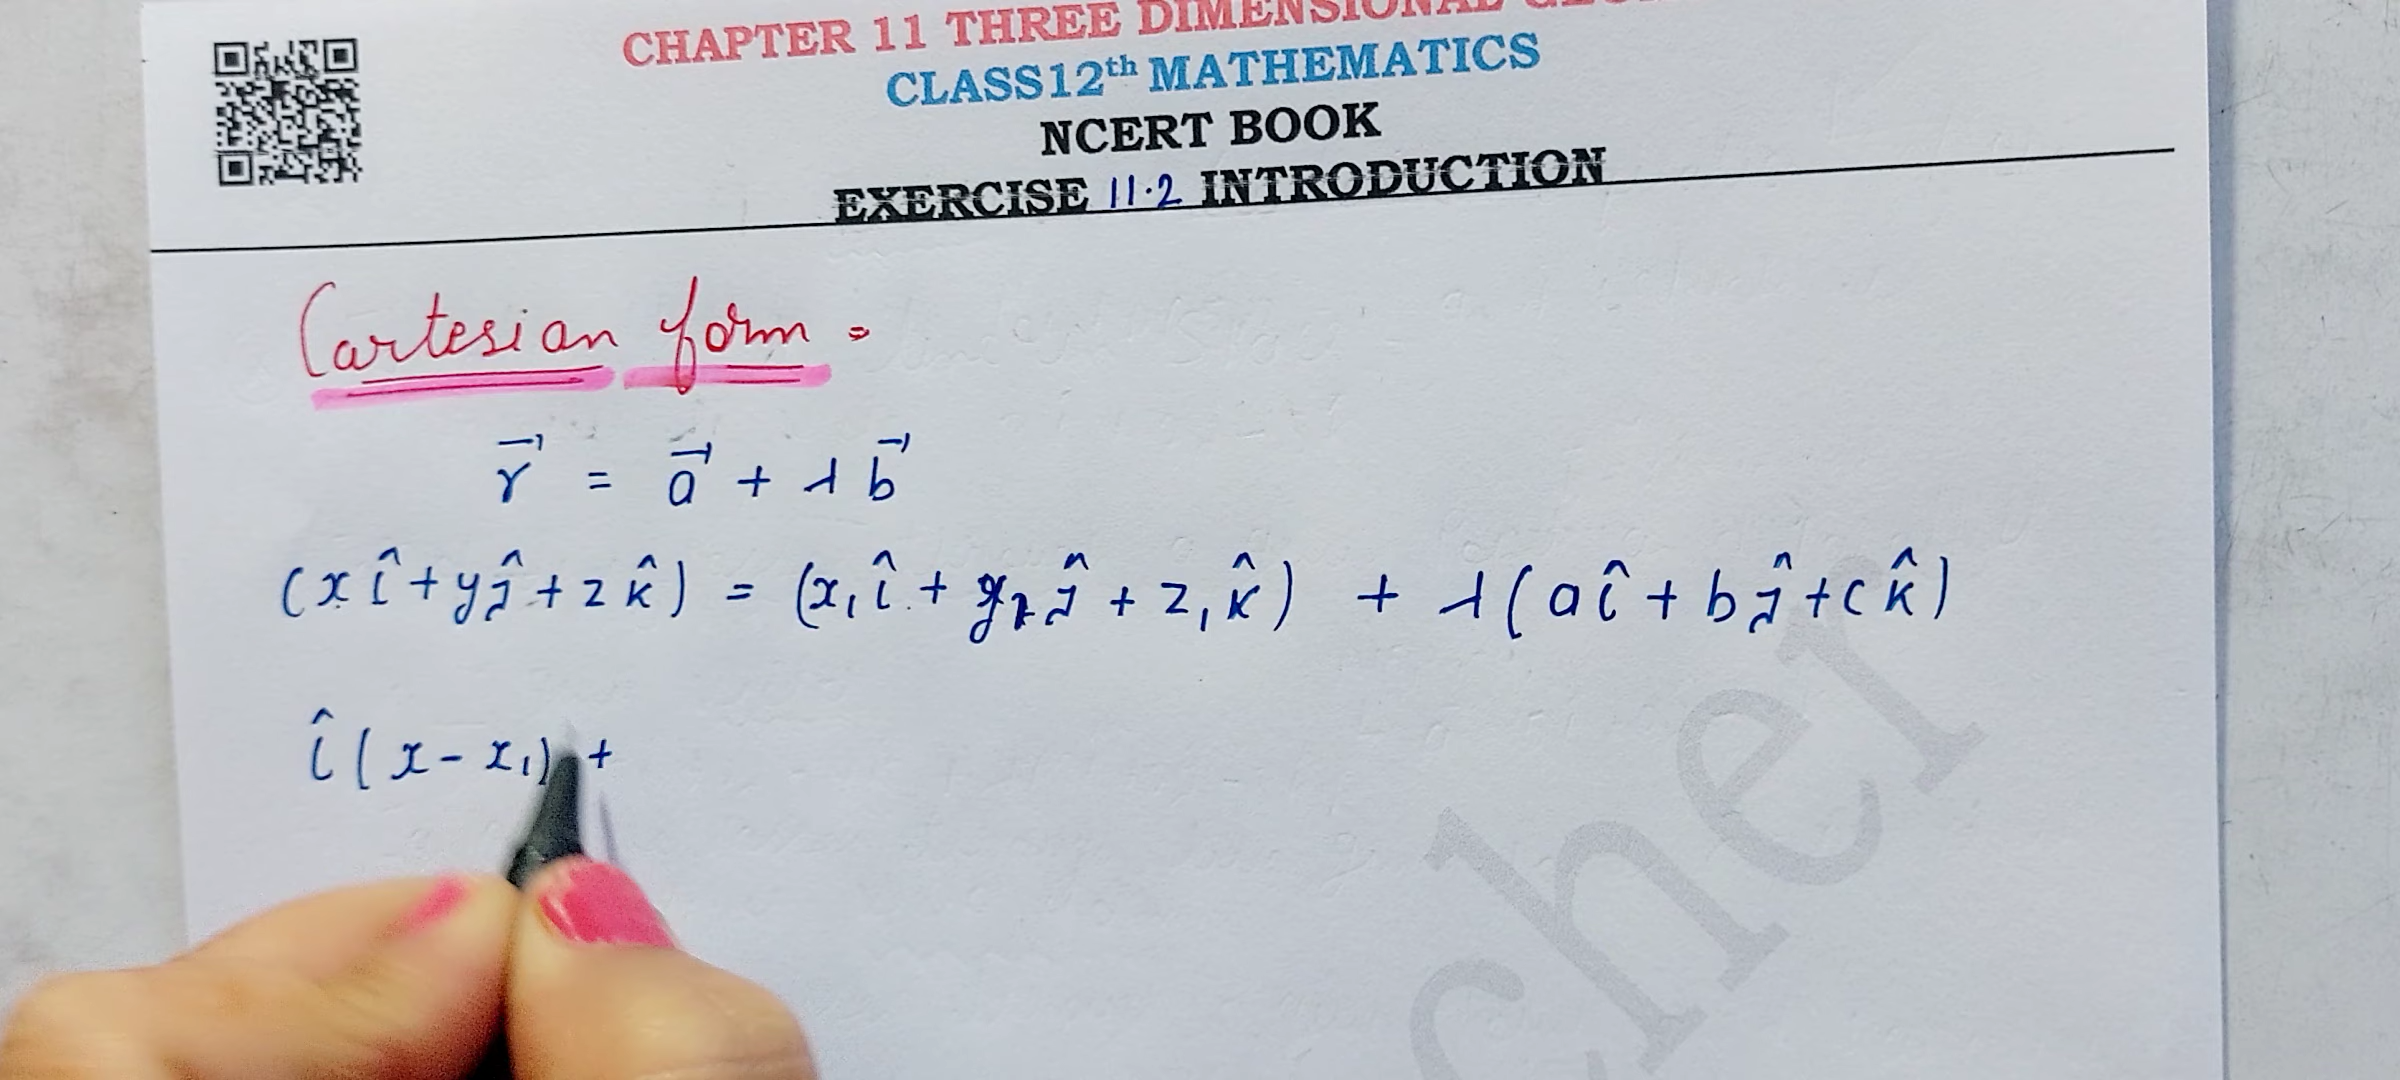 CHAPTER 11 THREE DIMENSIONAL
CLASS 12th MATHEMATICS
NCERT BOOK
EXERCISE 11.2 INTRODUCTION
Cartesian form =
r⃗ = a⃗ + λ b⃗
(x î + y ĵ + z k̂) = (x₁ î + y₁ ĵ + z₁ k̂) + λ (a î + b ĵ + c k̂)
î (x - x₁) +
cher